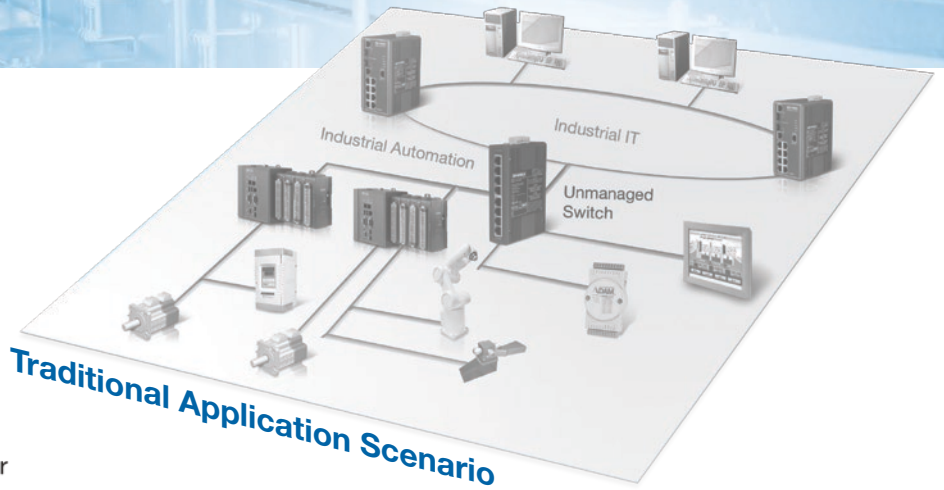 Industrial Automation
Industrial IT
Unmanaged
Switch
Traditional Application Scenario
r